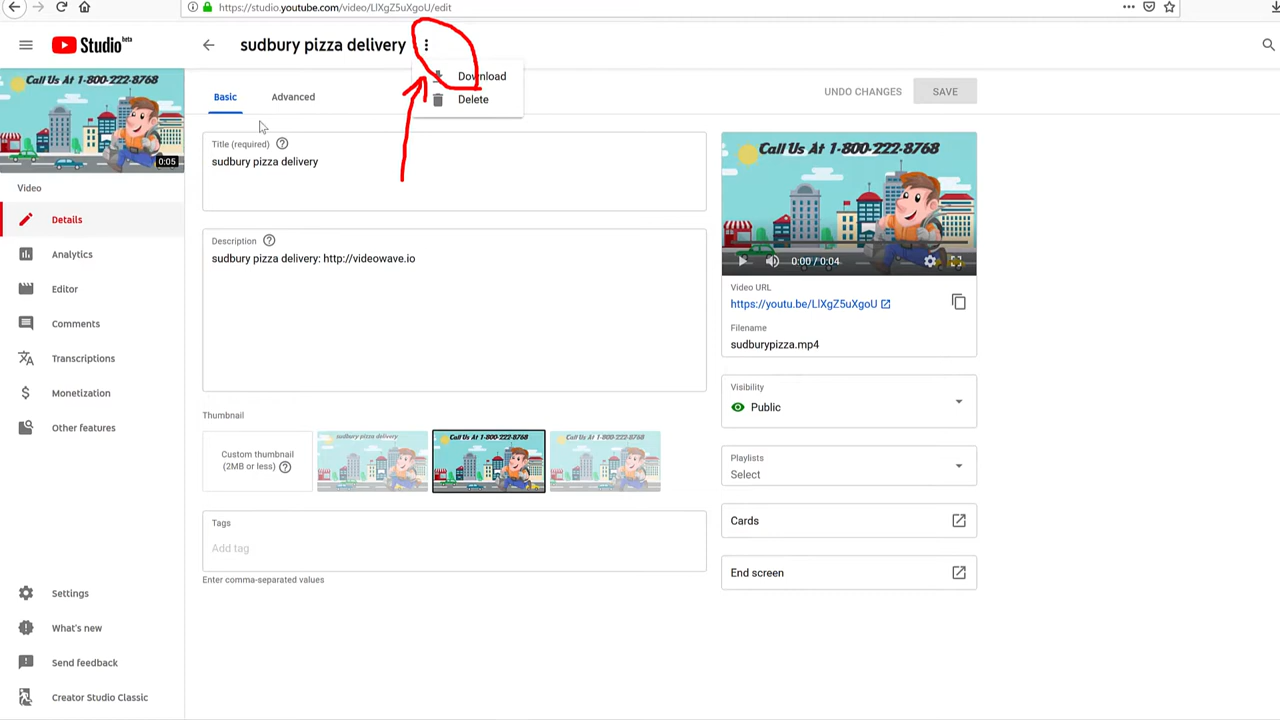 https://studio.youtube.com/video/LlXgZ5uXgoU/edit
Studio beta
sudbury pizza delivery
Download
Delete
Basic
Advanced
UNDO CHANGES
SAVE
Call Us At 1-800-222-8768
0:05
Video
Details
Analytics
Editor
Comments
Transcriptions
Monetization
Other features
Settings
What's new
Send feedback
Creator Studio Classic
Title (required)
sudbury pizza delivery
Description
sudbury pizza delivery: http://videowave.io
Thumbnail
Custom thumbnail
(2MB or less)
sudbury pizza delivery
Call Us At 1-800-222-8768
Call Us At 1-800-222-8768
Tags
Add tag
Enter comma-separated values
Call Us At 1-800-222-8768
0:00 / 0:04
Video URL
https://youtu.be/LlXgZ5uXgoU
Filename
sudburypizza.mp4
Visibility
Public
Playlists
Select
Cards
End screen